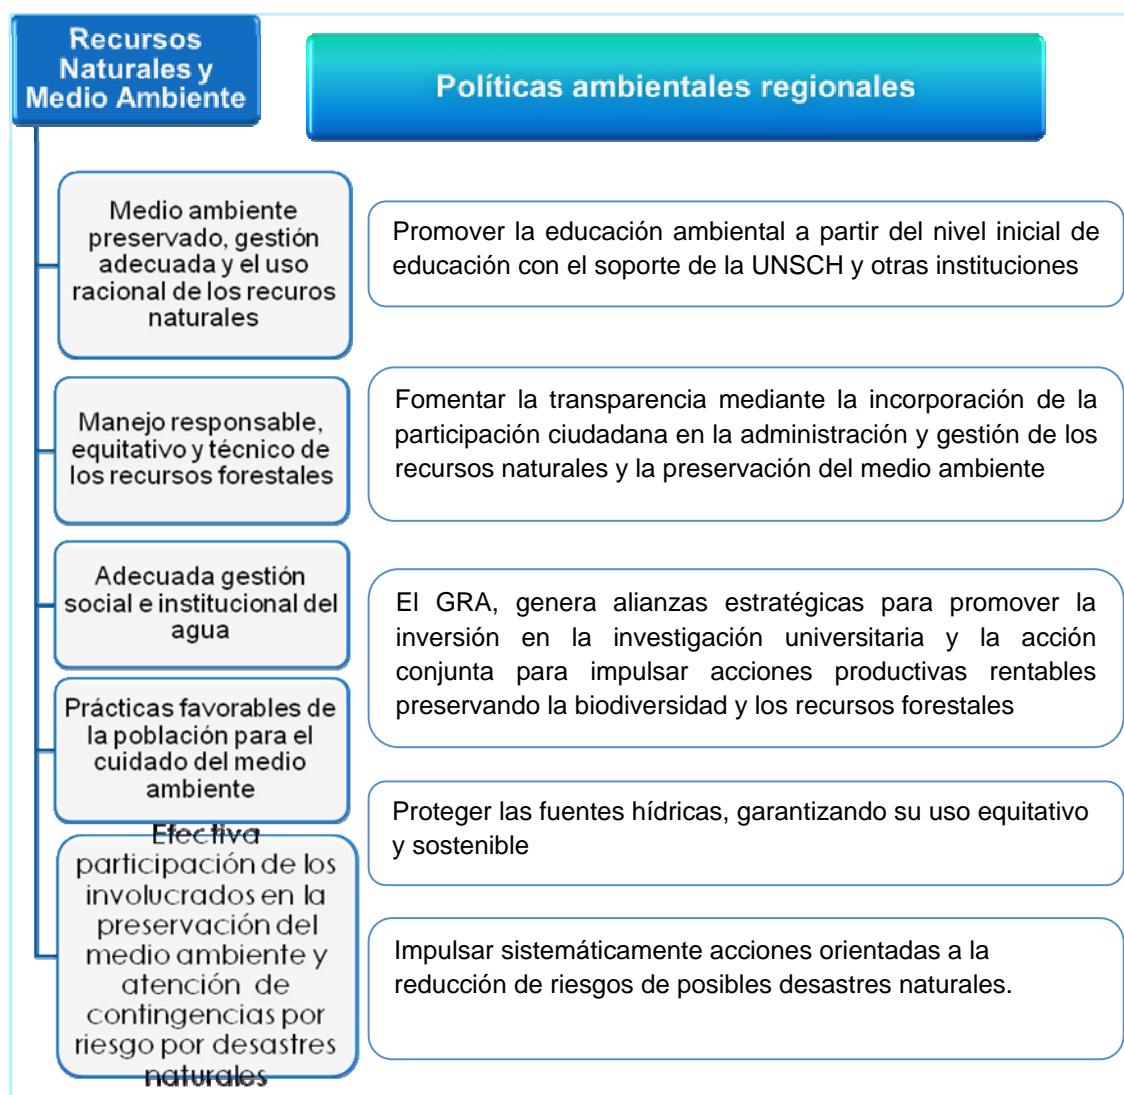 Recursos
Naturales y
Medio Ambiente
Políticas ambientales regionales
Medio ambiente
preservado, gestión
adecuada y el uso
racional de los recuros
naturales
Promover la educación ambiental a partir del nivel inicial de
educación con el soporte de la UNSCH y otras instituciones
Manejo responsable,
equitativo y técnico de
los recursos forestales
Fomentar la transparencia mediante la incorporación de la
participación ciudadana en la administración y gestión de los
recursos naturales y la preservación del medio ambiente
Adecuada gestión
social e institucional del
agua
El GRA, genera alianzas estratégicas para promover la
inversión en la investigación universitaria y la acción
conjunta para impulsar acciones productivas rentables
preservando la biodiversidad y los recursos forestales
Prácticas favorables de
la población para el
cuidado del medio
ambiente
Proteger las fuentes hídricas, garantizando su uso equitativo
y sostenible
Efectiva
participación de los
involucrados en la
preservación del
medio ambiente y
atención de
contingencias por
riesgo por desastres
naturales
Impulsar sistemáticamente acciones orientadas a la
reducción de riesgos de posibles desastres naturales.